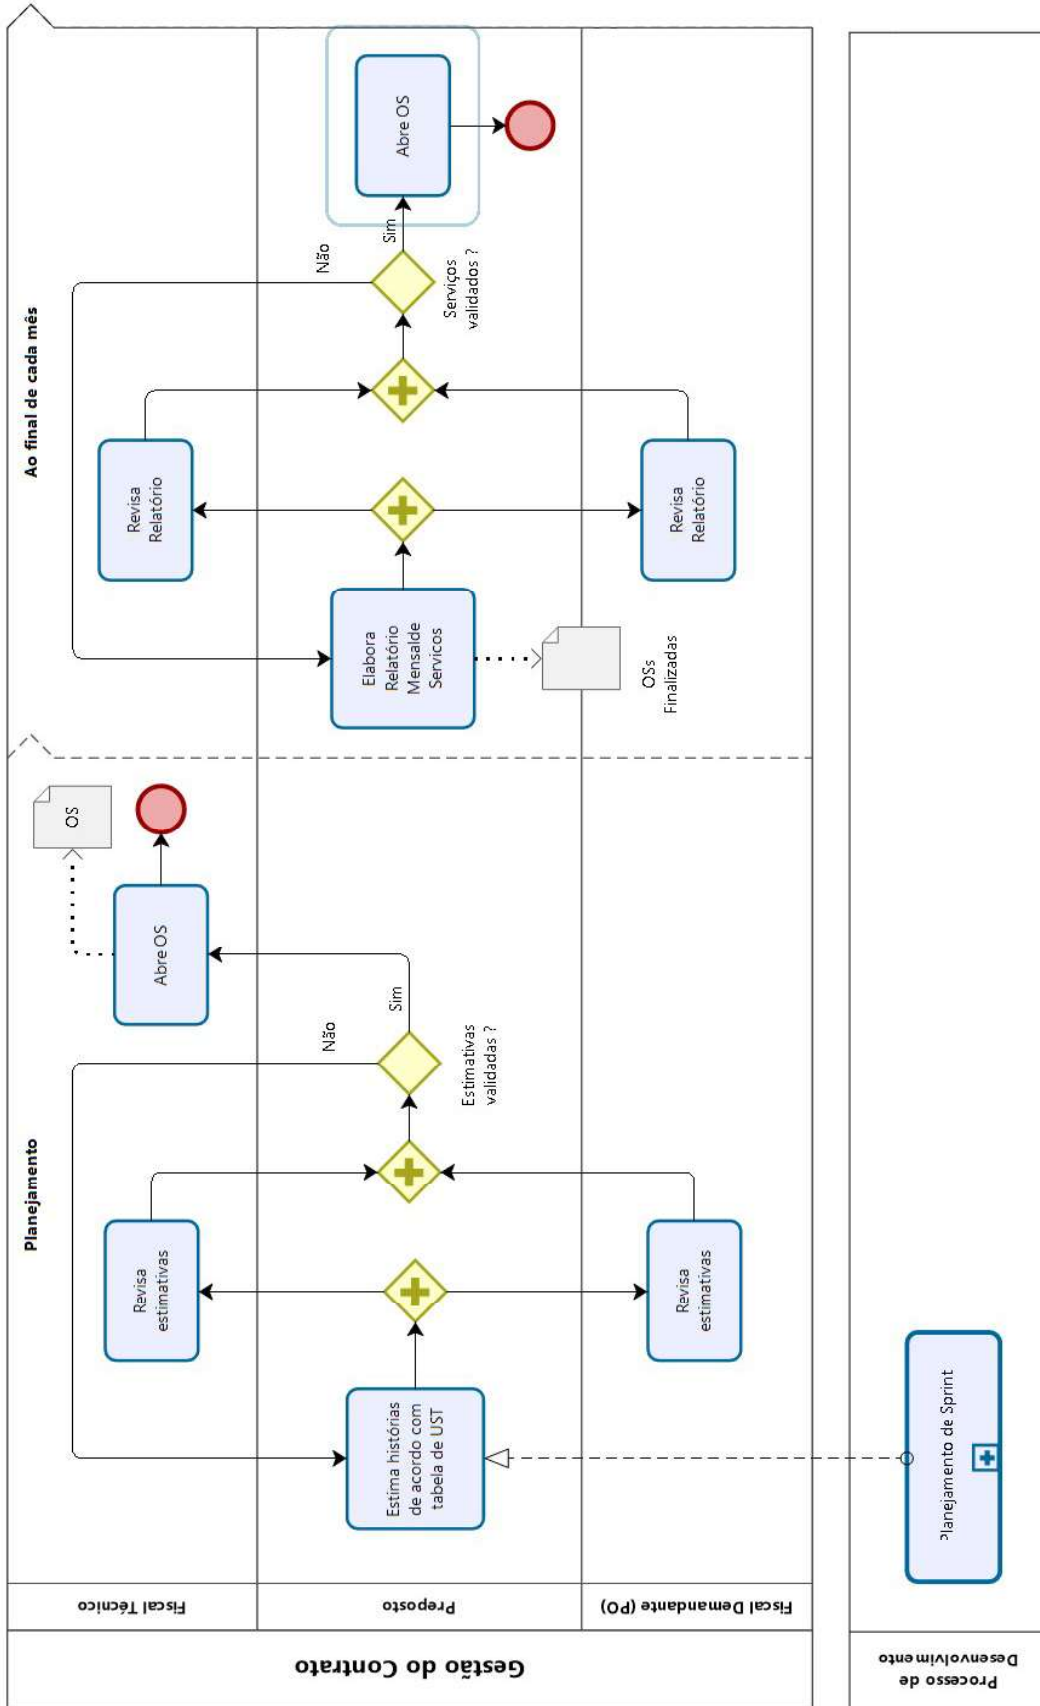 Gestão do Contrato
Fiscal Técnico
Preposto
Fiscal Demandante (PO)
Planejamento
Estima histórias
de acordo com
tabela de UST
Revisa
estimativas
Revisa
estimativas
Estimativas
validadas ?
Não
Sim
Abre OS
OS
Ao final de cada mês
Elabora
Relatório
Mensalde
Servicos
OSs
Finalizadas
Revisa
Relatório
Revisa
Relatório
Serviços
validados ?
Não
Sim
Abre OS
Processo de
Desenvolvimento
Planejamento de Sprint